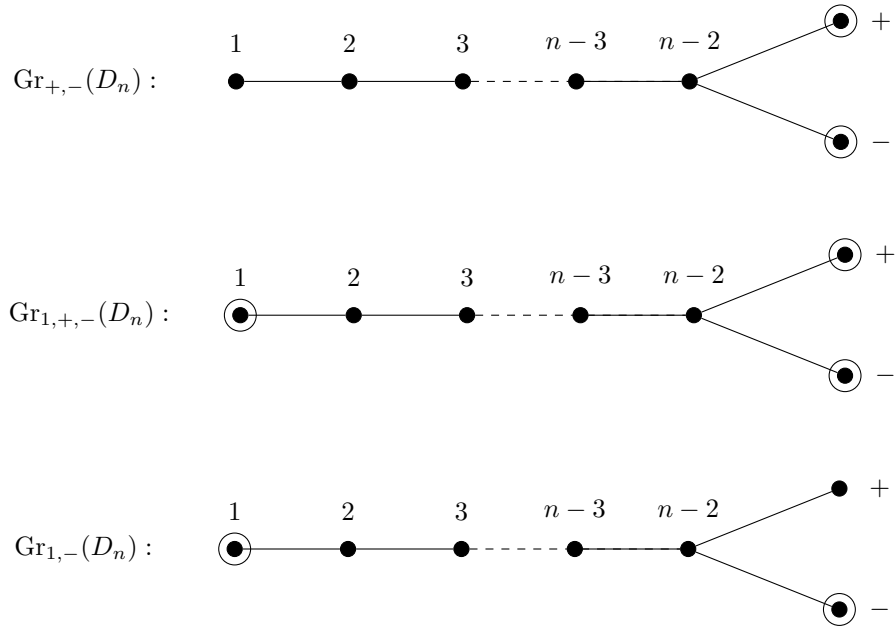 +
1 2 3 n − 3 n − 2
Gr+,−(Dn) :
−
+
1 2 3 n − 3 n − 2
Gr1,+,−(Dn) :
−
+
1 2 3 n − 3 n − 2
Gr1,−(Dn) :
−